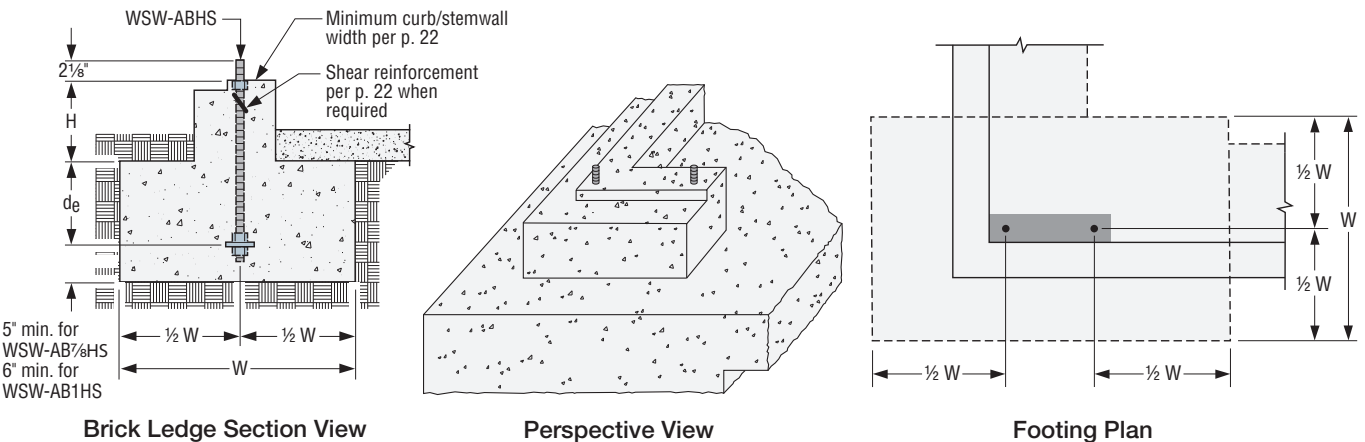 WSW-ABHS
Minimum curb/stemwall
width per p. 22
2⅛"
Shear reinforcement
per p. 22 when
required
H
de
½ W
½ W
W
5" min. for
WSW-AB⅞HS
6" min. for
WSW-AB1HS
½ W
W
½ W
½ W
½ W
Brick Ledge Section View
Perspective View
Footing Plan